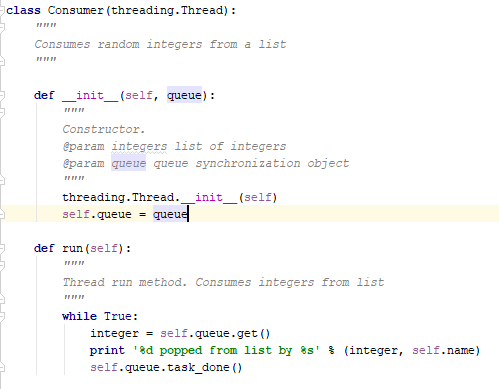 class Consumer(threading.Thread):
    """
    Consumes random integers from a list
    """

    def __init__(self, queue):
        """
        Constructor.
        @param integers list of integers
        @param queue queue synchronization object
        """
        threading.Thread.__init__(self)
        self.queue = queue

    def run(self):
        """
        Thread run method. Consumes integers from list
        """
        while True:
            integer = self.queue.get()
            print '%d popped from list by %s' % (integer, self.name)
            self.queue.task_done()